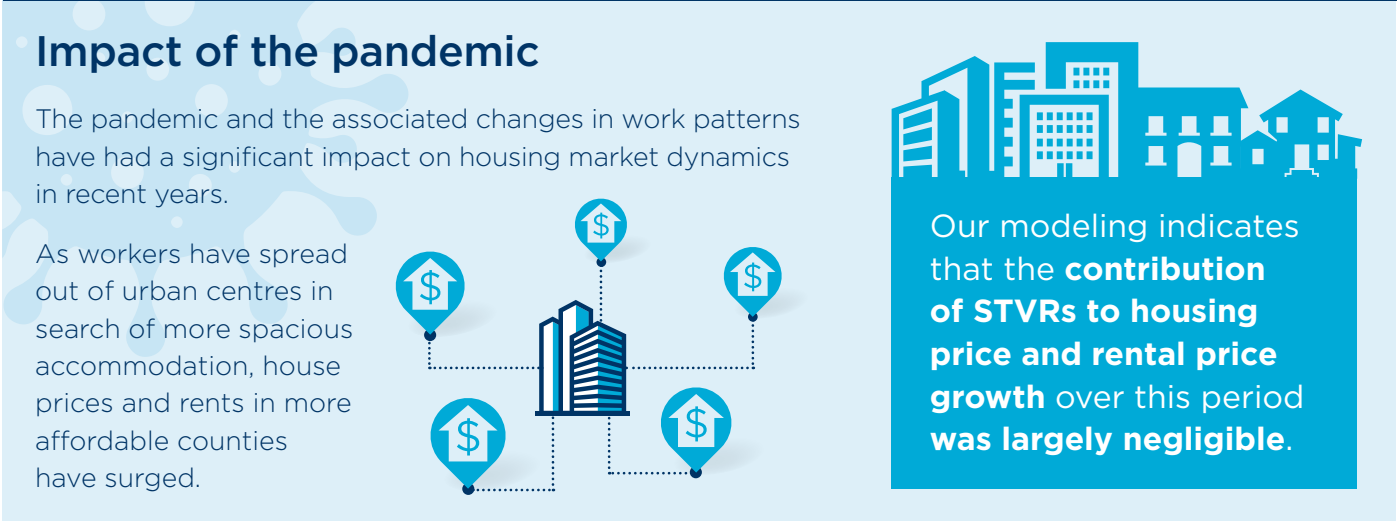 Impact of the pandemic
The pandemic and the associated changes in work patterns
have had a significant impact on housing market dynamics
in recent years.
As workers have spread
out of urban centres in
search of more spacious
accommodation, house
prices and rents in more
affordable counties
have surged.
$
$
$
$
$
Our modeling indicates
that the contribution
of STVRs to housing
price and rental price
growth over this period
was largely negligible.